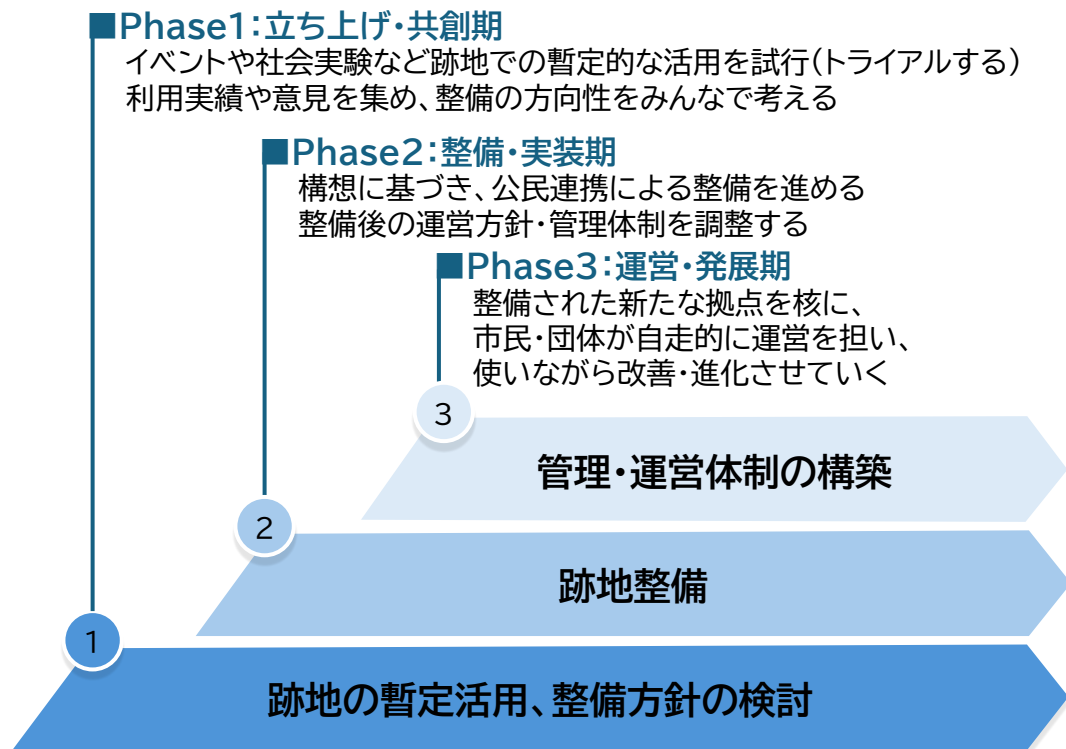 ■Phase1：立ち上げ・共創期
イベントや社会実験など跡地での暫定的な活用を試行(トライアルする)
利用実績や意見を集め、整備の方向性をみんなで考える
■Phase2：整備・実装期
構想に基づき、公民連携による整備を進める
整備後の運営方針・管理体制を調整する
■Phase3：運営・発展期
整備された新たな拠点を核に、
市民・団体が自走的に運営を担い、
使いながら改善・進化させていく
3
管理・運営体制の構築
2
跡地整備
1
跡地の暫定活用、整備方針の検討